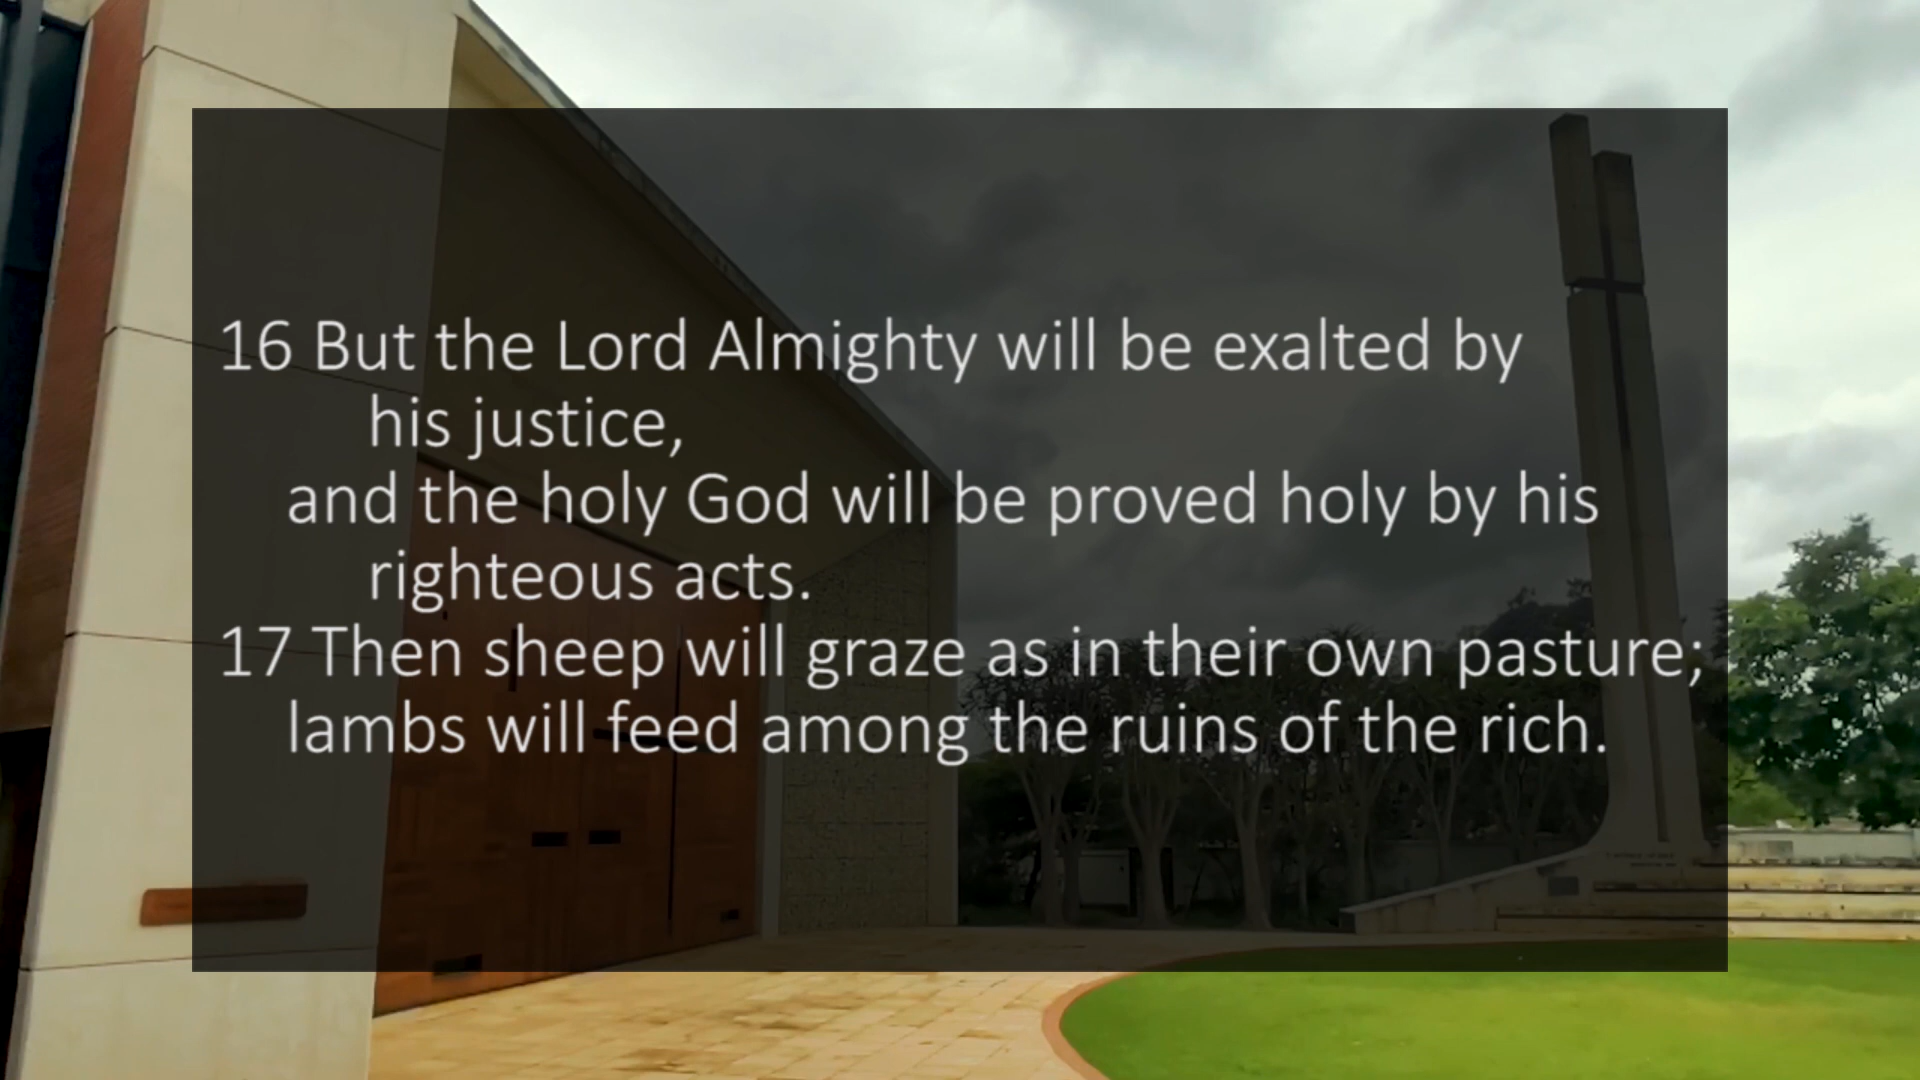 16 But the Lord Almighty will be exalted by
his justice,
and the holy God will be proved holy by his
righteous acts.
17 Then sheep will graze as in their own pasture;
lambs will feed among the ruins of the rich.